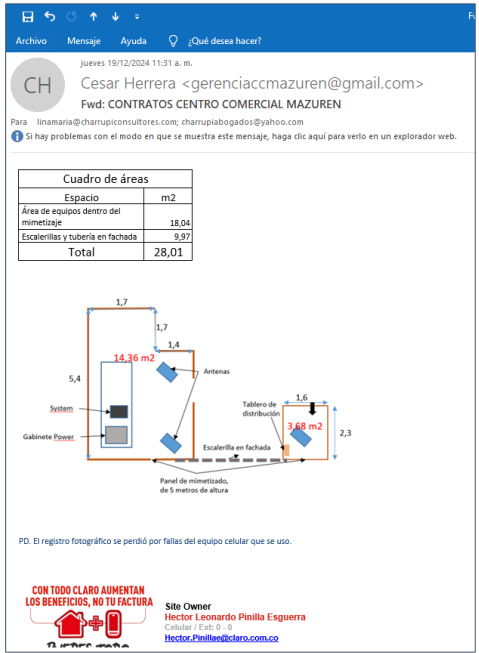 Archivo Mensaje Ayuda ¿Qué desea hacer?
jueves 19/12/2024 11:31 a. m.
CH
Cesar Herrera <gerenciaccmazuren@gmail.com>
Fwd: CONTRATOS CENTRO COMERCIAL MAZUREN
Para linamaria@charrupiconsultores.com; charrupiabogados@yahoo.com
Si hay problemas con el modo en que se muestra este mensaje, haga clic aquí para verlo en un explorador web.
Cuadro de áreas
Espacio m2
Área de equipos dentro del
mimetizaje 18,04
Escalerillas y tubería en fachada 9,97
Total 28,01
1,7
1,7
1,4
14,36 m2
Antenas
5,4
System
Gabinete Power
Tablero de
distribución
1,6
3,68 m2
2,3
Escalerilla en fachada
Panel de mimetizado,
de 5 metros de altura
PD. El registro fotográfico se perdió por fallas del equipo celular que se uso.
CON TODO CLARO AUMENTAN
LOS BENEFICIOS, NO TU FACTURA
Site Owner
Hector Leonardo Pinilla Esguerra
Celular / Ext: 0 - 0
Hector.Pinillae@claro.com.co